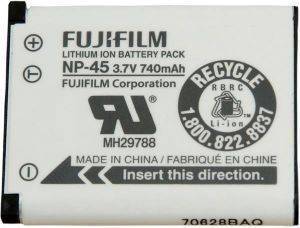 FUJIFILM
LITHIUM ION BATTERY PACK
NP-45 3.7V 740mAh
FUJIFILM Corporation
RECYCLE
RBRC
Li-ion
1.800.822.8837
MH29788
MADE IN CHINA / FABRIQUÉ EN CHINE
Insert this direction.
70628BAQ